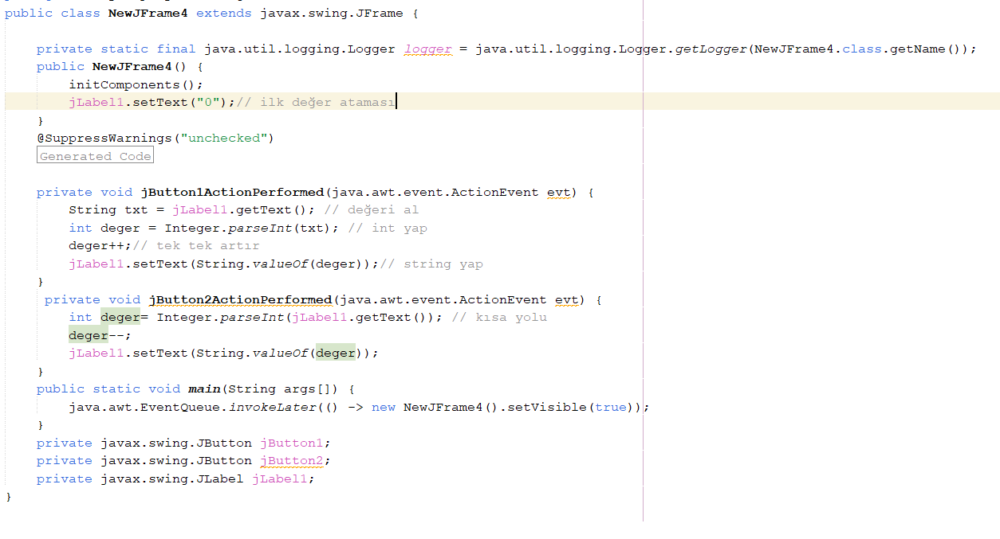 public class NewJFrame4 extends javax.swing.JFrame {
private static final java.util.logging.Logger logger = java.util.logging.Logger.getLogger(NewJFrame4.class.getName());
public NewJFrame4() {
initComponents();
jLabel1.setText("0");// ilk değer ataması
}
@SuppressWarnings("unchecked")
Generated Code
private void jButton1ActionPerformed(java.awt.event.ActionEvent evt) {
String txt = jLabel1.getText(); // değeri al
int deger = Integer.parseInt(txt); // int yap
deger++;// tek tek artır
jLabel1.setText(String.valueOf(deger));// string yap
}
private void jButton2ActionPerformed(java.awt.event.ActionEvent evt) {
int deger= Integer.parseInt(jLabel1.getText()); // kısa yolu
deger--;
jLabel1.setText(String.valueOf(deger));
}
public static void main(String args[]) {
java.awt.EventQueue.invokeLater(() -> new NewJFrame4().setVisible(true));
}
private javax.swing.JButton jButton1;
private javax.swing.JButton jButton2;
private javax.swing.JLabel jLabel1;
}